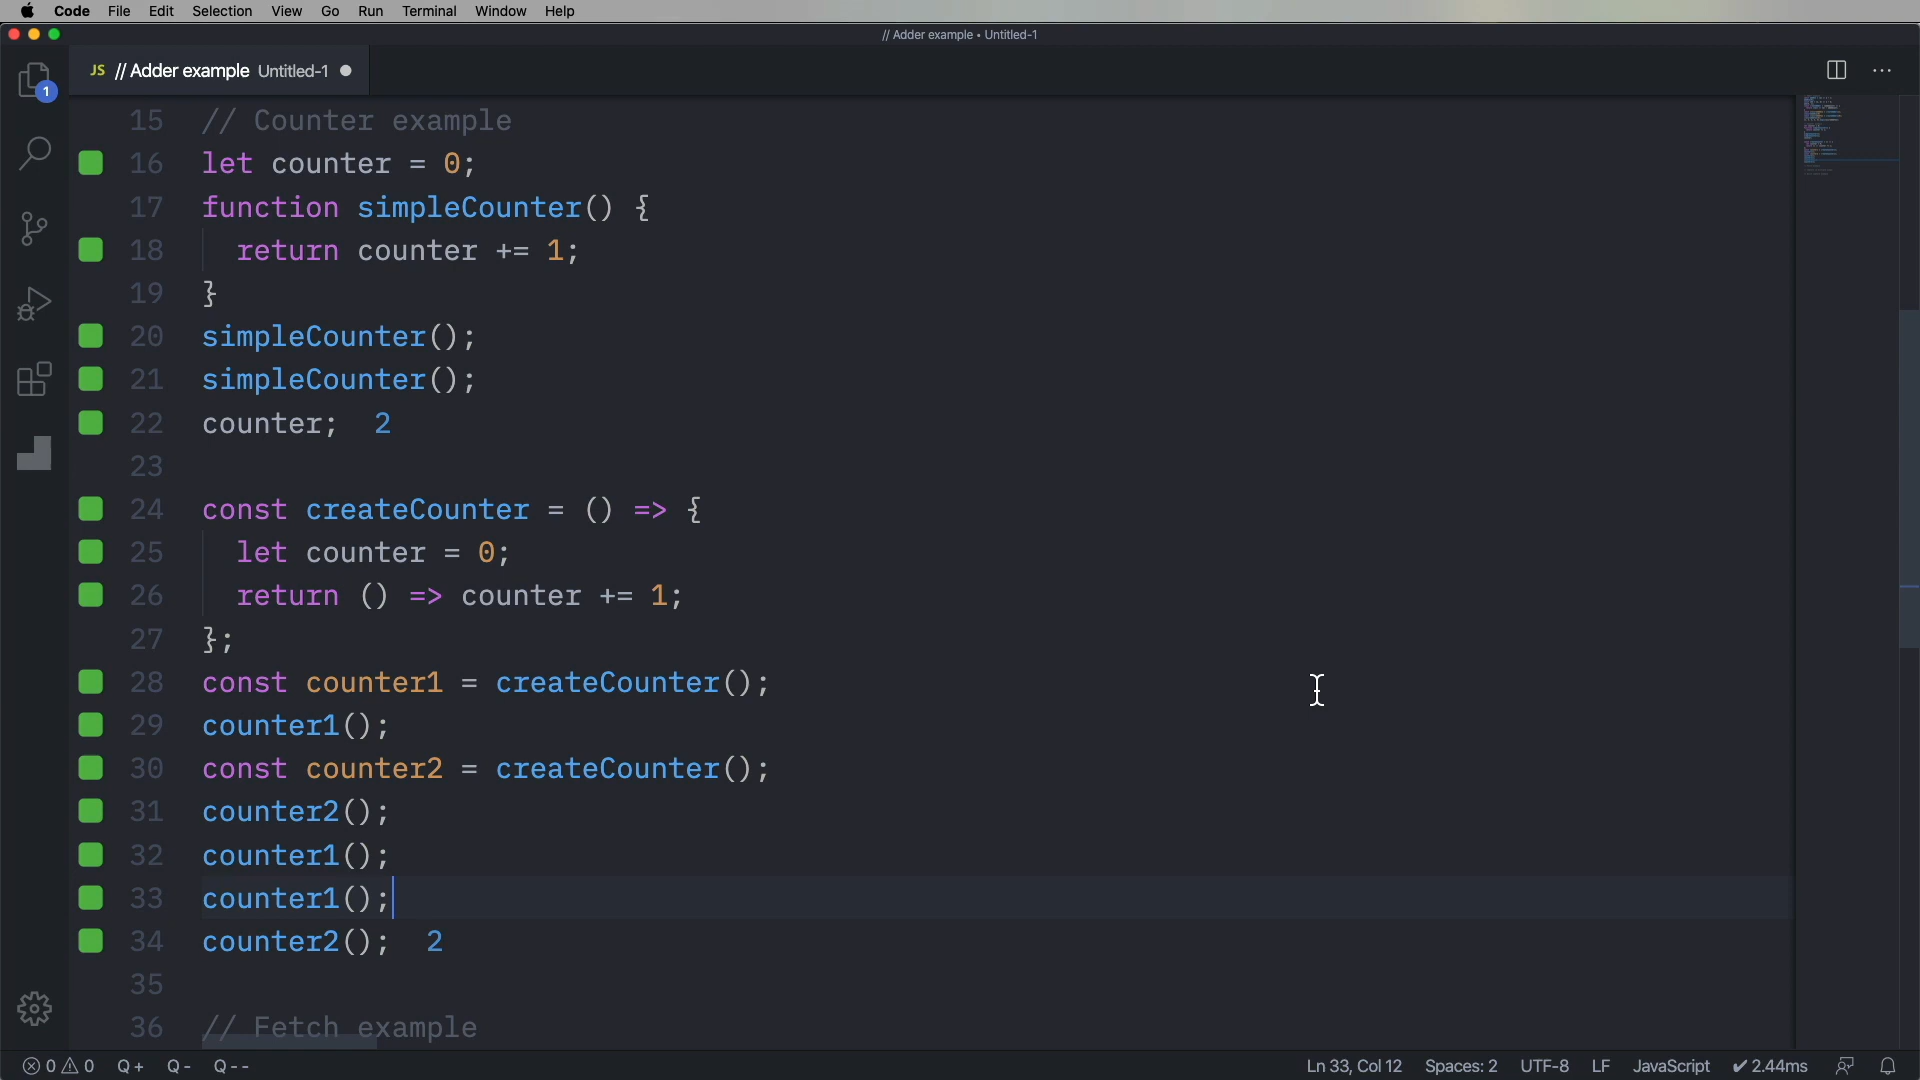 Code File Edit Selection View Go Run Terminal Window Help
// Adder example • Untitled-1
JS // Adder example Untitled-1
1
15 // Counter example
16 let counter = 0;
17 function simpleCounter() {
18 return counter += 1;
19 }
20 simpleCounter();
21 simpleCounter();
22 counter; 2
23
24 const createCounter = () => {
25 let counter = 0;
26 return () => counter += 1;
27 };
28 const counter1 = createCounter();
29 counter1();
30 const counter2 = createCounter();
31 counter2();
32 counter1();
33 counter1();
34 counter2(); 2
35
36 // Fetch example
0 0 Q+ Q- Q-- Ln 33, Col 12 Spaces: 2 UTF-8 LF JavaScript ✔ 2.44ms